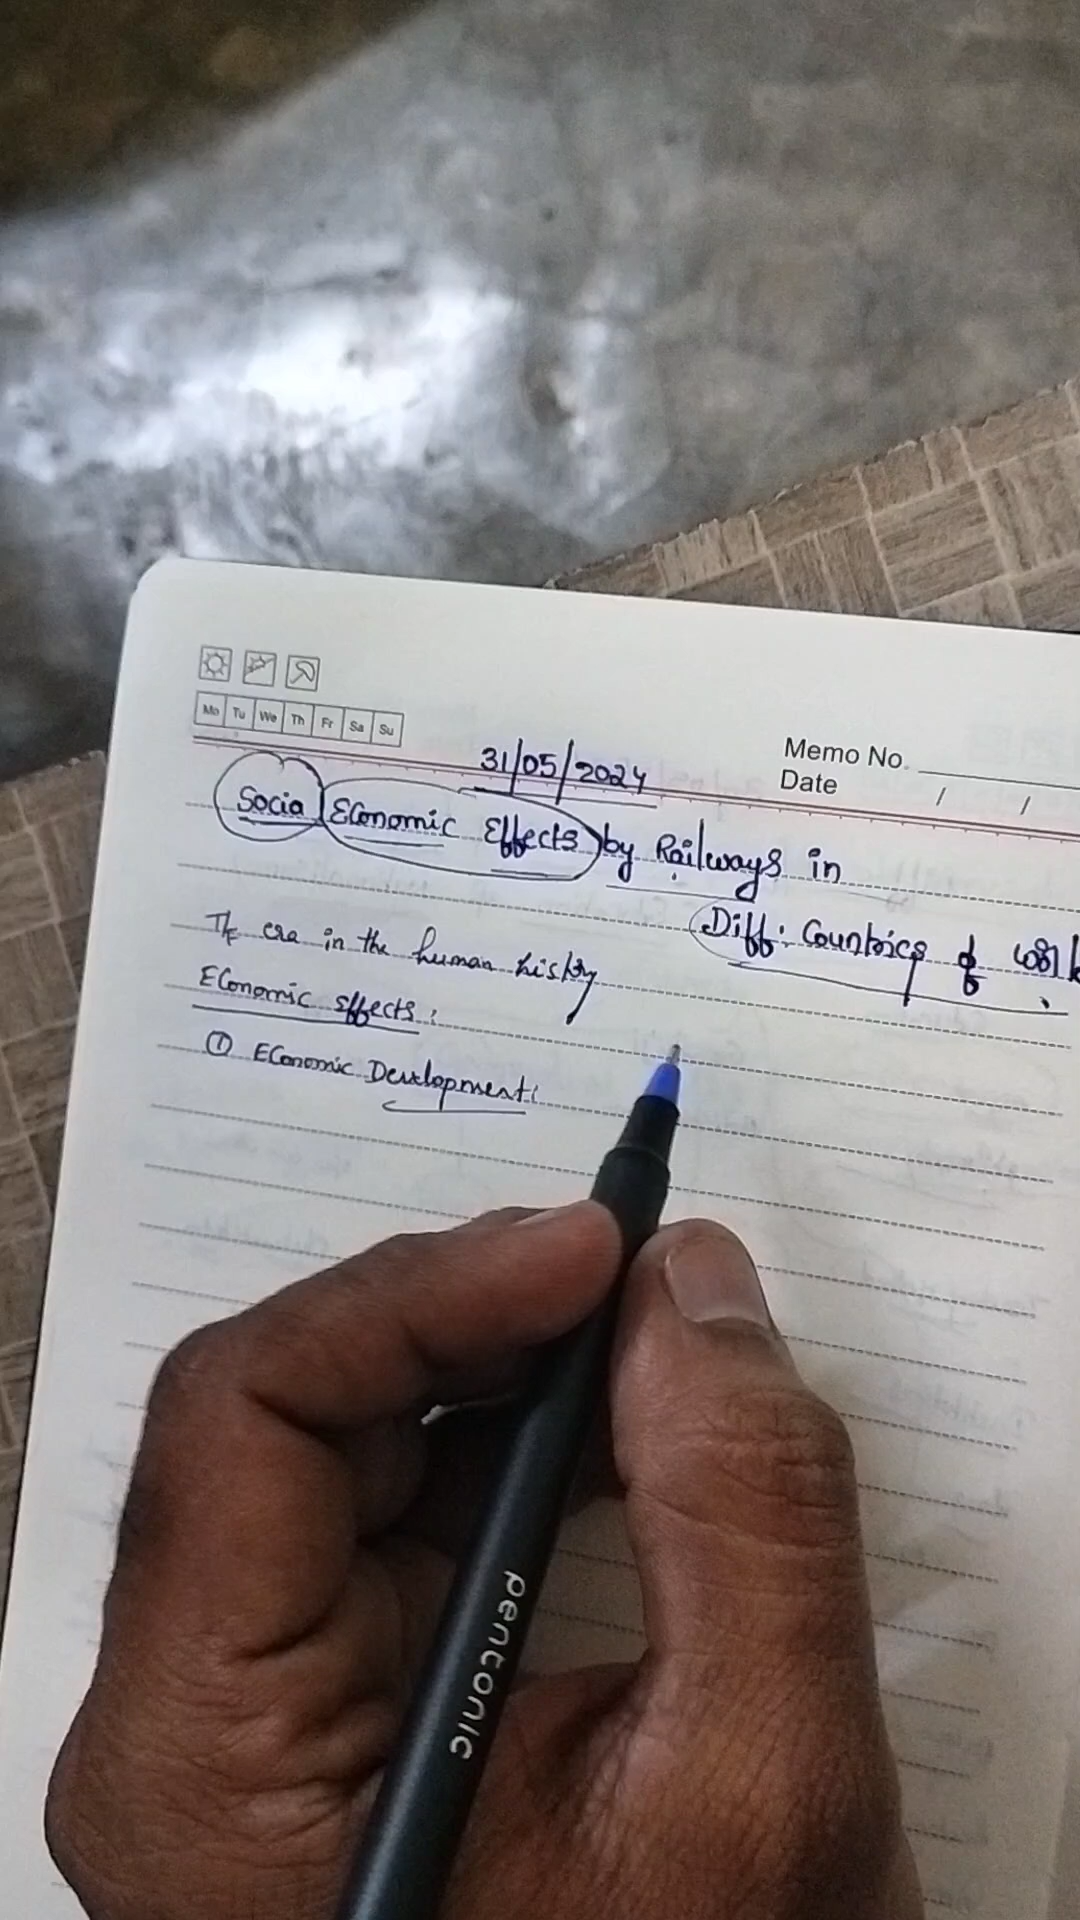 Mo Tu We Th Fr Sa Su
Memo No.
Date / /
31/05/2024
Socio Economic Effects by Railways in
Diff. Countries of
The era in the human history
Economic effects:
① Economic Development:
pentonic